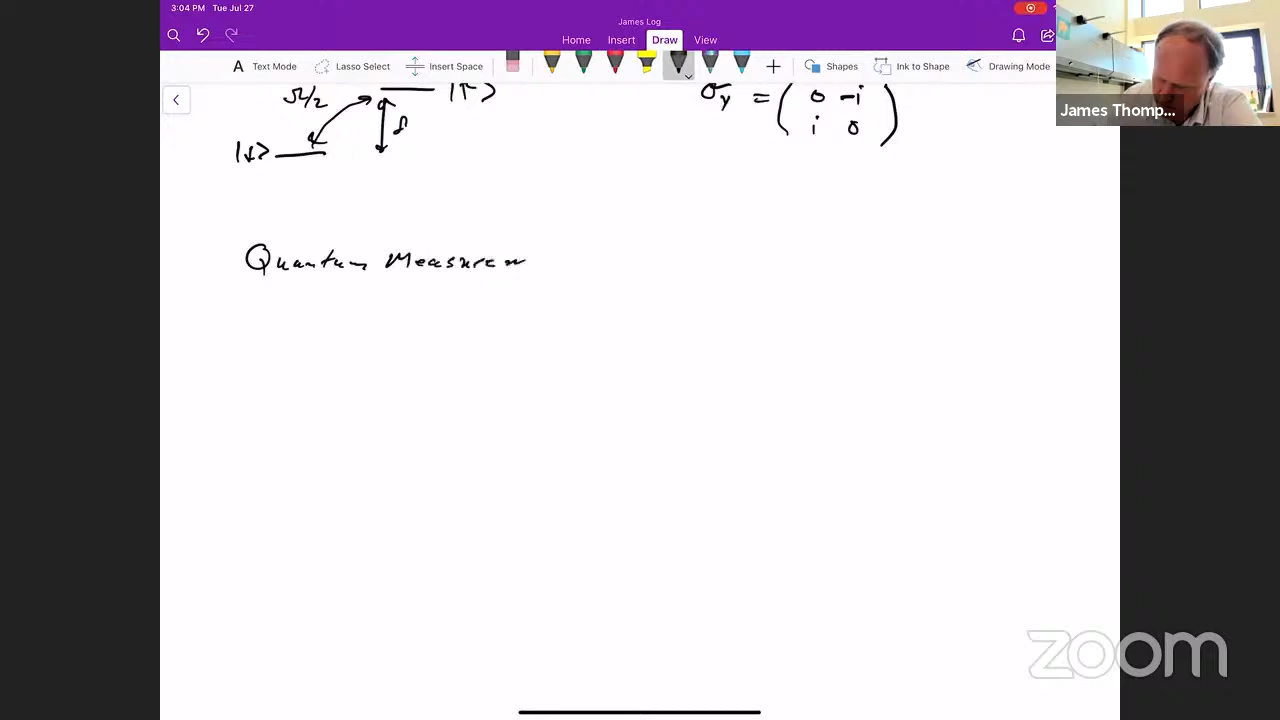 3:04 PM Tue Jul 27
James Log
Home Insert Draw View
Text Mode Lasso Select Insert Space Shapes Ink to Shape Drawing Mode
James Thomp...
Ω/2 |↑>
δ
|↓>
σy = ( 0 -i
i 0 )
Quantum Measurem
zoom